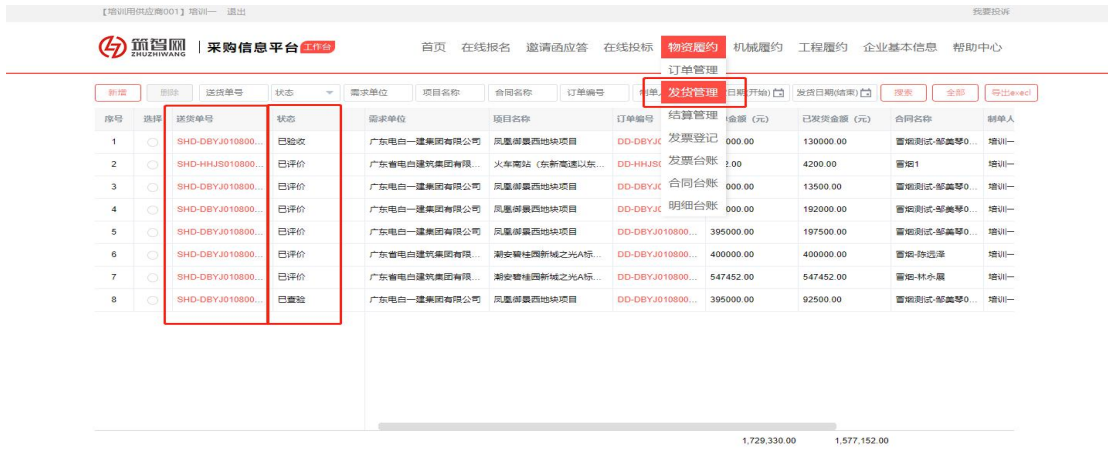 【培训用供应商001】培训一 退出 我要投诉
筑智网 ZHUZHIWANG 采购信息平台 工作台 首页 在线报名 邀请函应答 在线投标 物资履约 机械履约 工程履约 企业基本信息 帮助中心
订单管理
新增 删除 送货单号 状态 需求单位 项目名称 合同名称 订单编号 制单 发货管理 日期(开始) 发货日期(结束) 搜索 全部 导出execl
序号 选择 送货单号 状态 需求单位 项目名称 订单编号 结算管理 金额（元） 已发货金额（元） 合同名称 制单人
1 SHD-DBYJ010800... 已验收 广东电白一建集团有限公司 凤凰御景西地块项目 DD-DBYJ 发票登记 000.00 130000.00 冒烟测试-邹美琴0... 培训一
2 SHD-HHJS010800... 已评价 广东省电白建筑集团有限... 火车南站（东新高速以东... DD-HHJS 发票台账 .00 4200.00 冒烟1 培训一
3 SHD-DBYJ010800... 已评价 广东电白一建集团有限公司 凤凰御景西地块项目 DD-DBYJ 合同台账 000.00 13500.00 冒烟测试-邹美琴0... 培训一
4 SHD-DBYJ010800... 已评价 广东电白一建集团有限公司 凤凰御景西地块项目 DD-DBYJ 明细台账 000.00 192000.00 冒烟测试-邹美琴0... 培训一
5 SHD-DBYJ010800... 已评价 广东电白一建集团有限公司 凤凰御景西地块项目 DD-DBYJ010800... 395000.00 197500.00 冒烟测试-邹美琴0... 培训一
6 SHD-DBYJ010800... 已评价 广东省电白建筑集团有限... 潮安碧桂园新城之光A标... DD-DBYJ010800... 400000.00 400000.00 冒烟-陈远泽 培训一
7 SHD-DBYJ010800... 已评价 广东省电白建筑集团有限... 潮安碧桂园新城之光A标... DD-DBYJ010800... 547452.00 547452.00 冒烟-林永展 培训一
8 SHD-DBYJ010800... 已查验 广东电白一建集团有限公司 凤凰御景西地块项目 DD-DBYJ010800... 395000.00 92500.00 冒烟测试-邹美琴0... 培训一
1,729,330.00 1,577,152.00